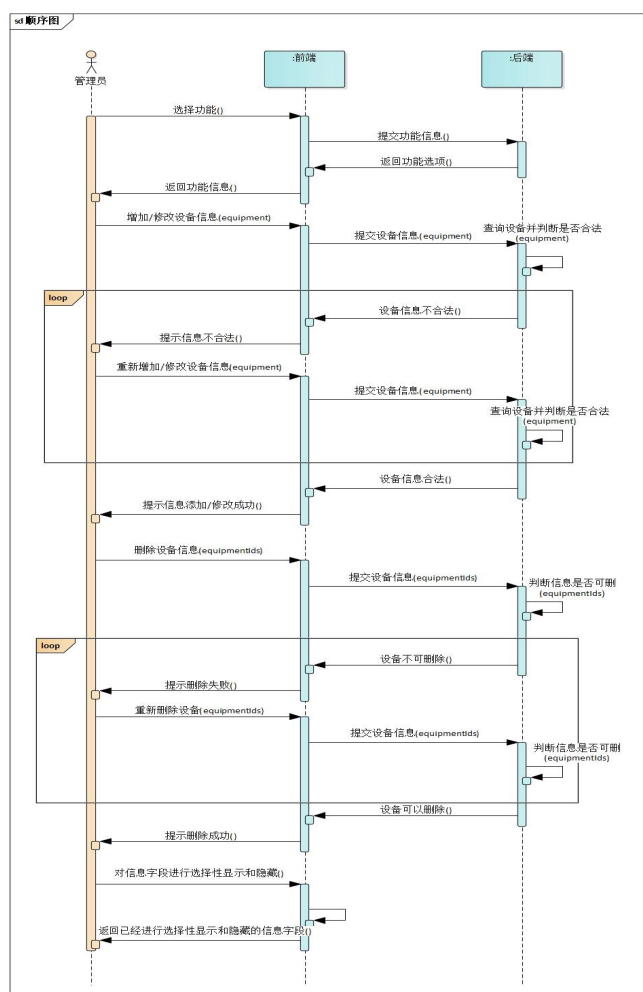 sd 顺序图
:前端
:后端
管理员
选择功能()
提交功能信息()
返回功能选项()
返回功能信息()
增加/修改设备信息(equipment)
提交设备信息(equipment)
查询设备并判断是否合法
(equipment)
loop
设备信息不合法()
提示信息不合法()
重新增加/修改设备信息(equipment)
提交设备信息(equipment)
查询设备并判断是否合法
(equipment)
设备信息合法()
提示信息添加/修改成功()
删除设备信息(equipmentIds)
提交设备信息(equipmentIds)
判断信息是否可删
(equipmentIds)
loop
设备不可删除()
提示删除失败()
重新删除设备(equipmentIds)
提交设备信息(equipmentIds)
判断信息是否可删
(equipmentIds)
设备可以删除()
提示删除成功()
对信息字段进行选择性显示和隐藏()
返回已经进行选择性显示和隐藏的信息字段()